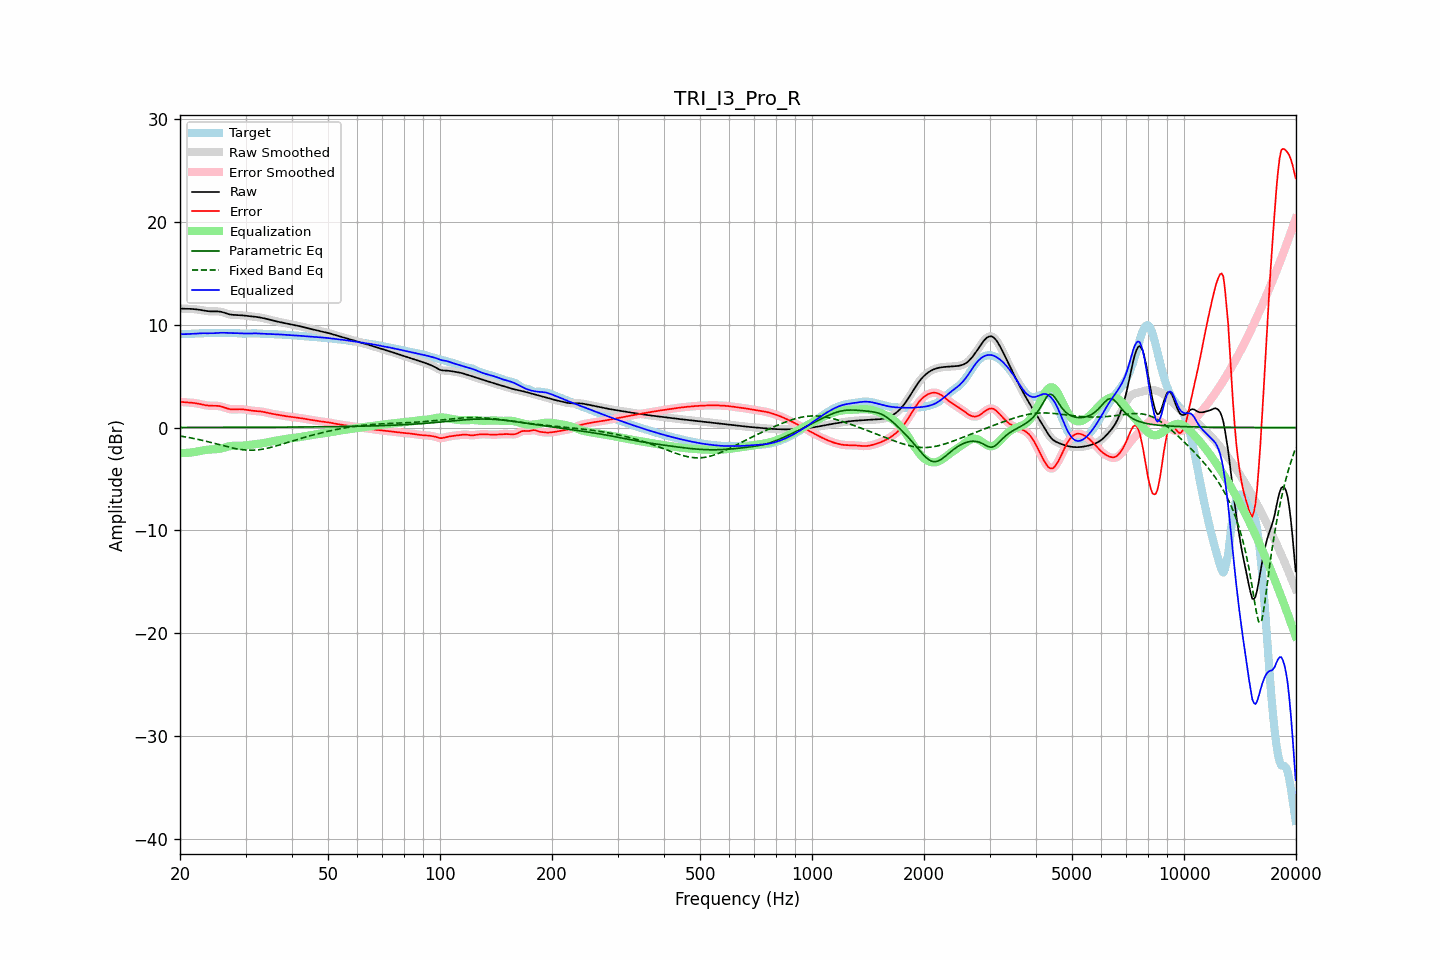 TRI_I3_Pro_R
Target
Raw Smoothed
Error Smoothed
Raw
Error
Equalization
Parametric Eq
Fixed Band Eq
Equalized
30
20
10
0
−10
−20
−30
−40
Amplitude (dBr)
20
50
100
200
500
1000
2000
5000
10000
20000
Frequency (Hz)